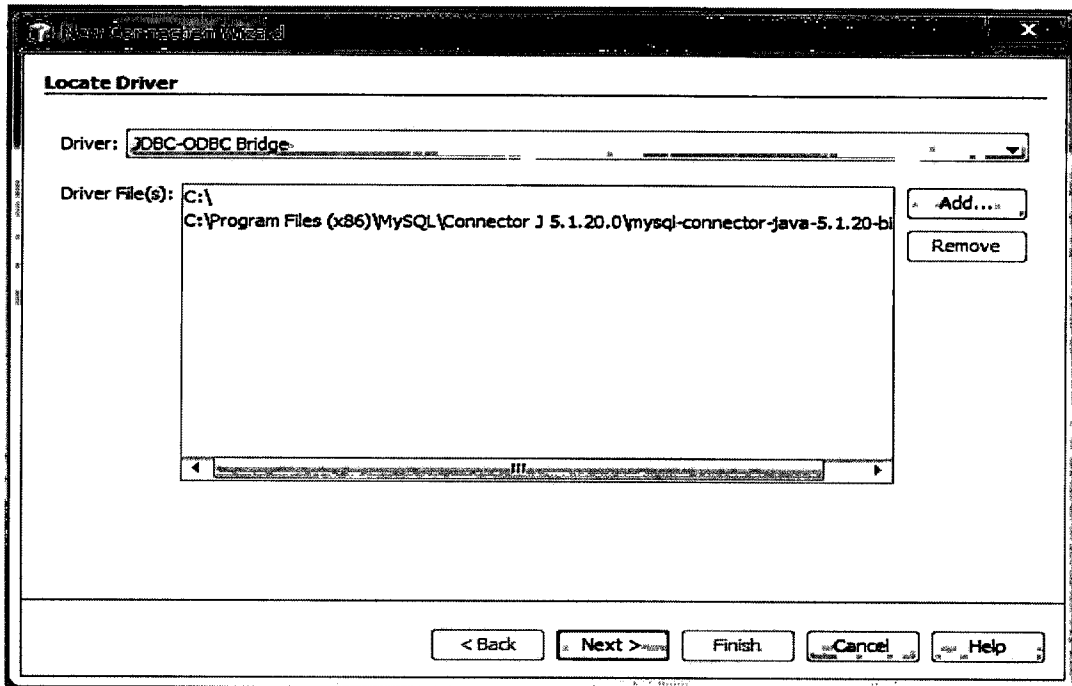 New Connection Wizard
Locate Driver
Driver: JDBC-ODBC Bridge
Driver File(s): C:\
C:\Program Files (x86)\MySQL\Connector J 5.1.20.0\mysql-connector-java-5.1.20-bi
Add...
Remove
< Back Next > Finish Cancel Help